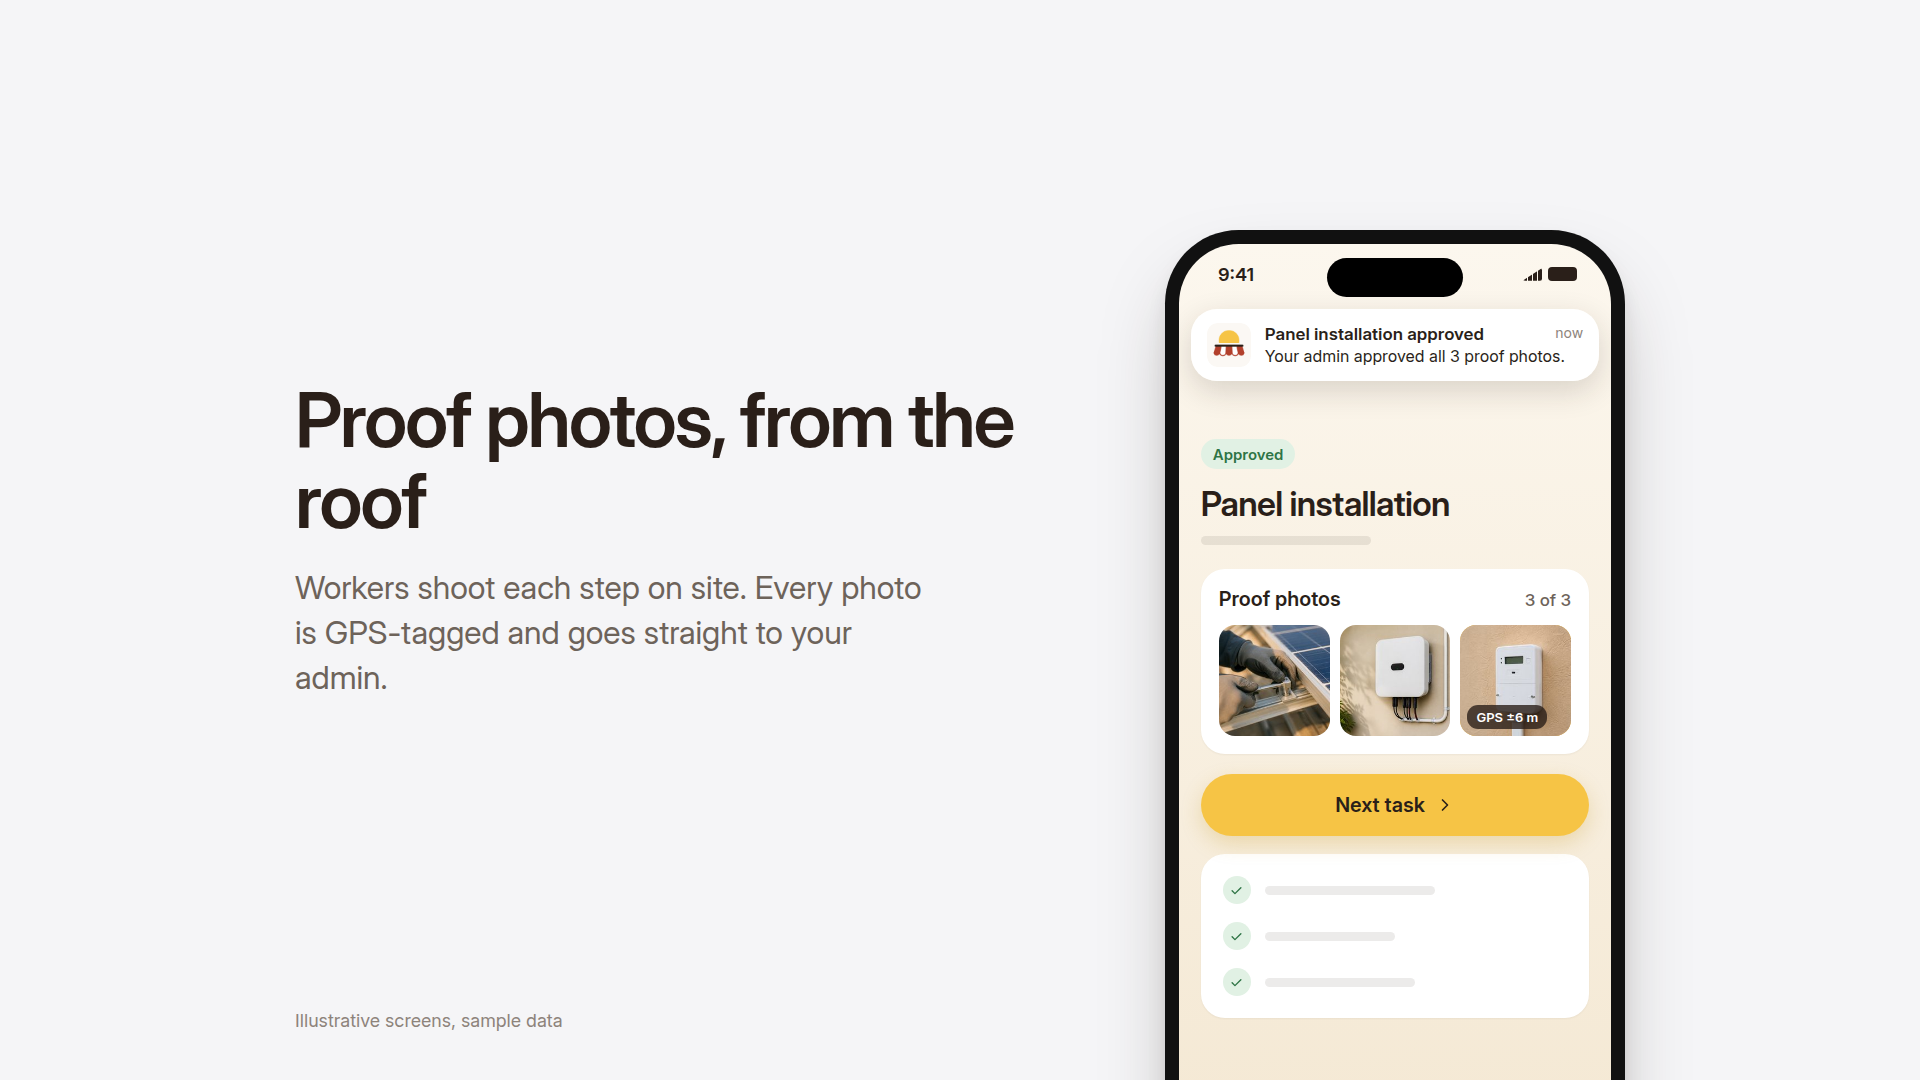 Proof photos, from the
roof
Workers shoot each step on site. Every photo
is GPS-tagged and goes straight to your
admin.
Illustrative screens, sample data
9:41
Panel installation approved
now
Your admin approved all 3 proof photos.
Approved
Panel installation
Proof photos
3 of 3
GPS ±6 m
Next task